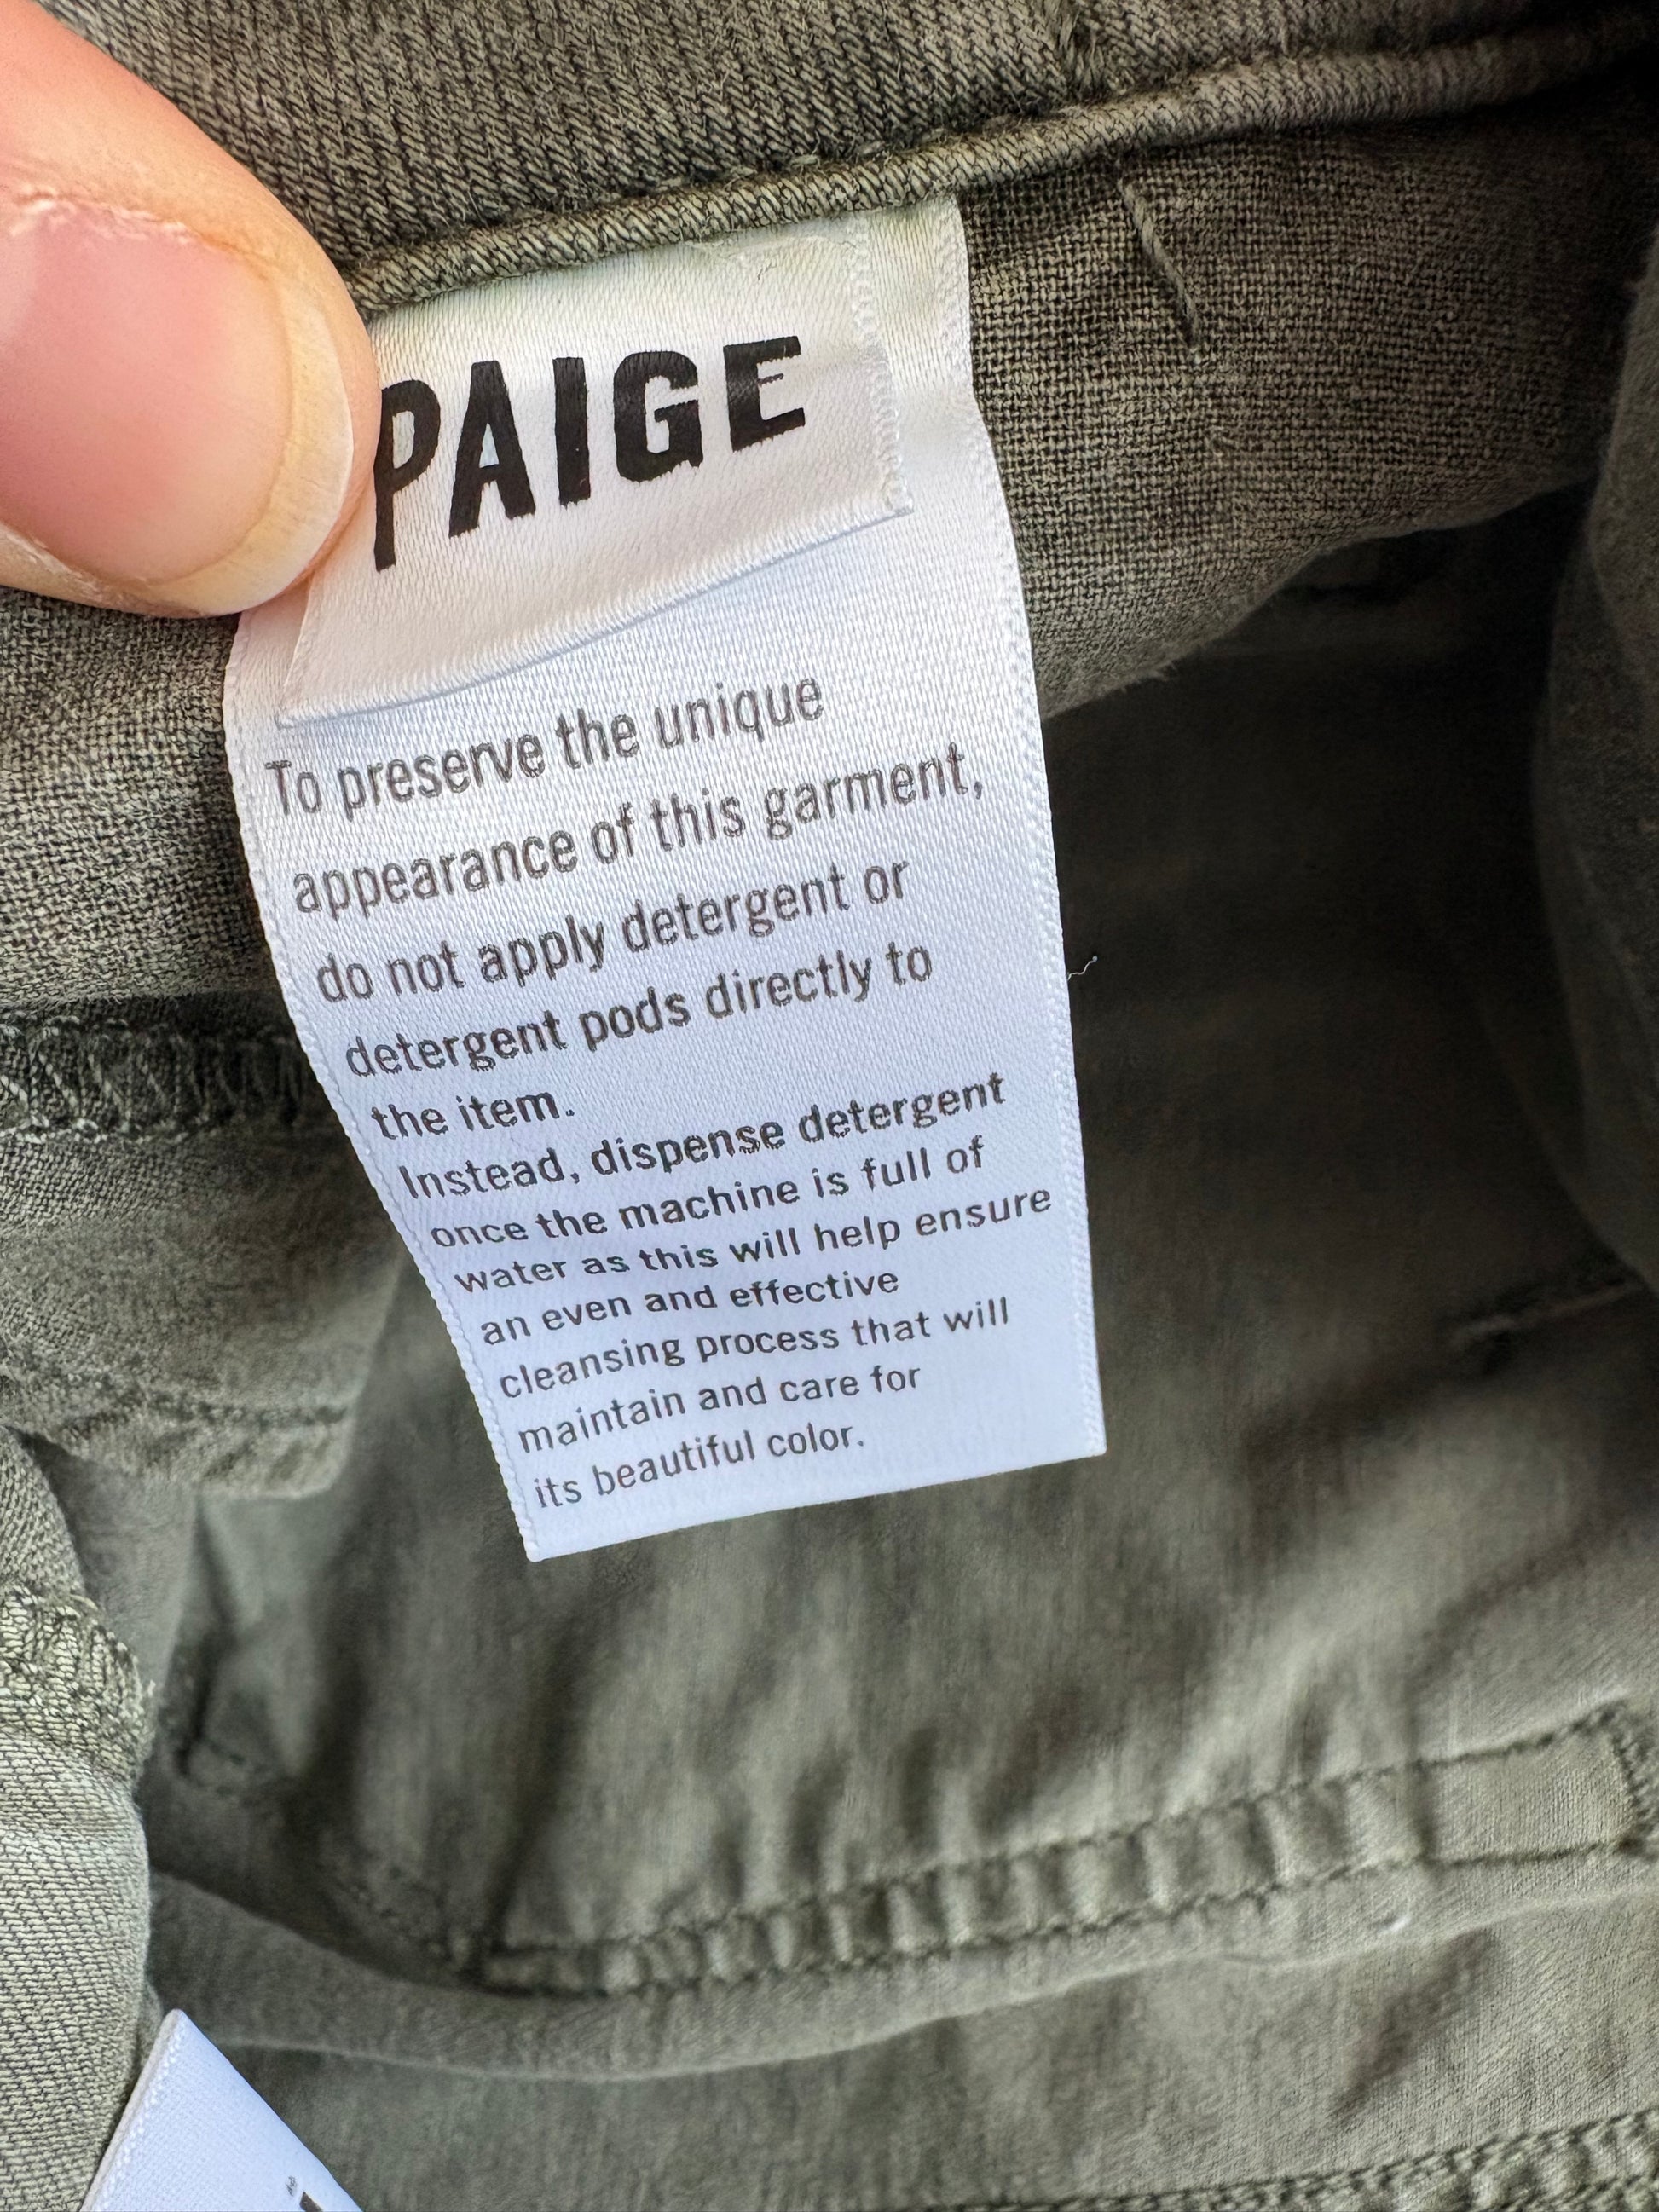 PAIGE
To preserve the unique
appearance of this garment,
do not apply detergent or
detergent pods directly to
the item.
Instead, dispense detergent
once the machine is full of
water as this will help ensure
an even and effective
cleansing process that will
maintain and care for
its beautiful color.